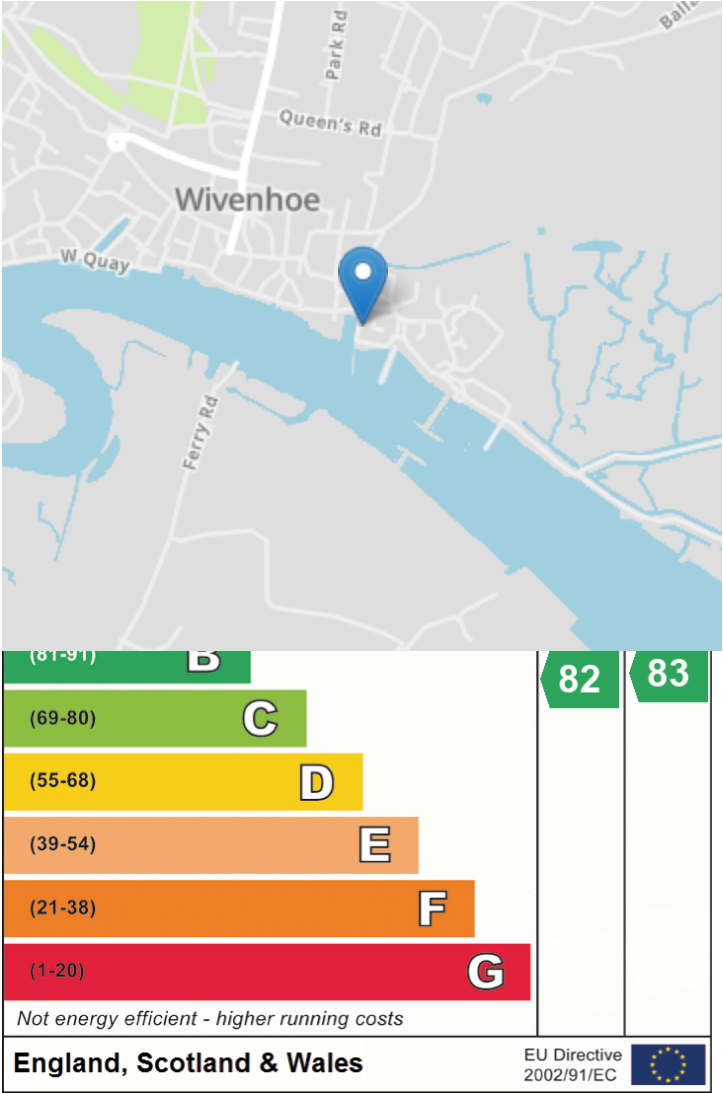 Park Rd
Balla
Queen's Rd
Wivenhoe
W Quay
Ferry Rd
(81-91) B
82 83
(69-80) C
(55-68) D
(39-54) E
(21-38) F
(1-20) G
Not energy efficient - higher running costs
England, Scotland & Wales
EU Directive
2002/91/EC